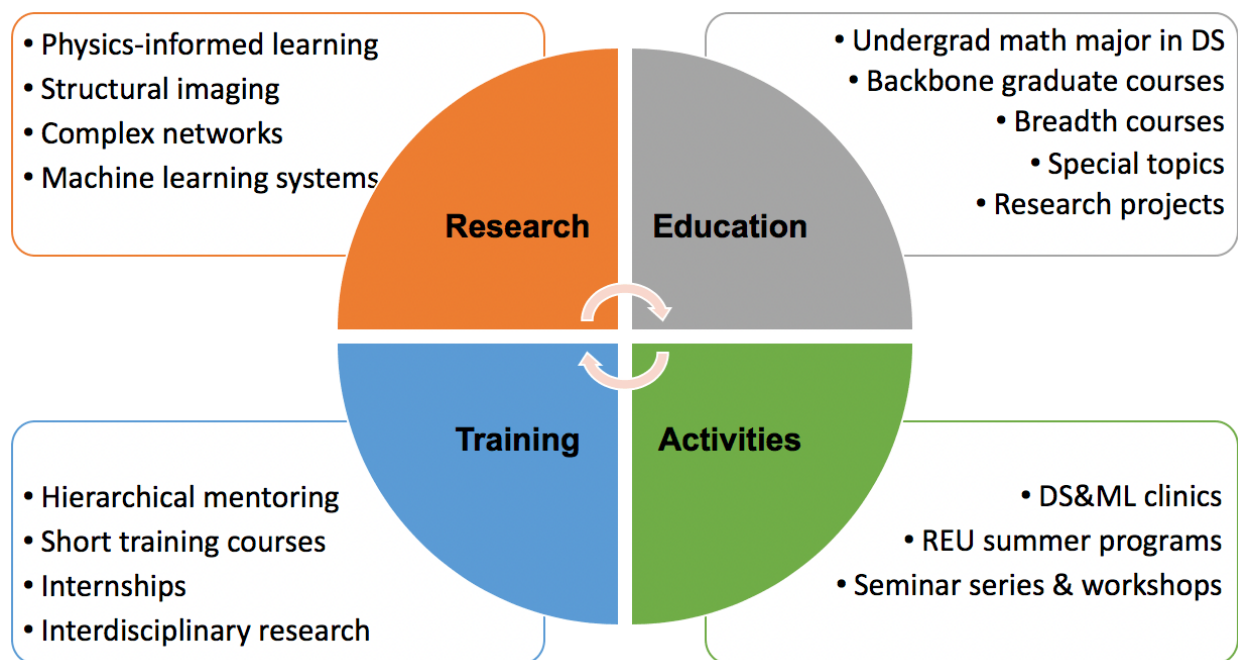 • Physics-informed learning
• Structural imaging
• Complex networks
• Machine learning systems
• Undergrad math major in DS
• Backbone graduate courses
• Breadth courses
• Special topics
• Research projects
Research
Education
Training
Activities
• Hierarchical mentoring
• Short training courses
• Internships
• Interdisciplinary research
• DS&ML clinics
• REU summer programs
• Seminar series & workshops